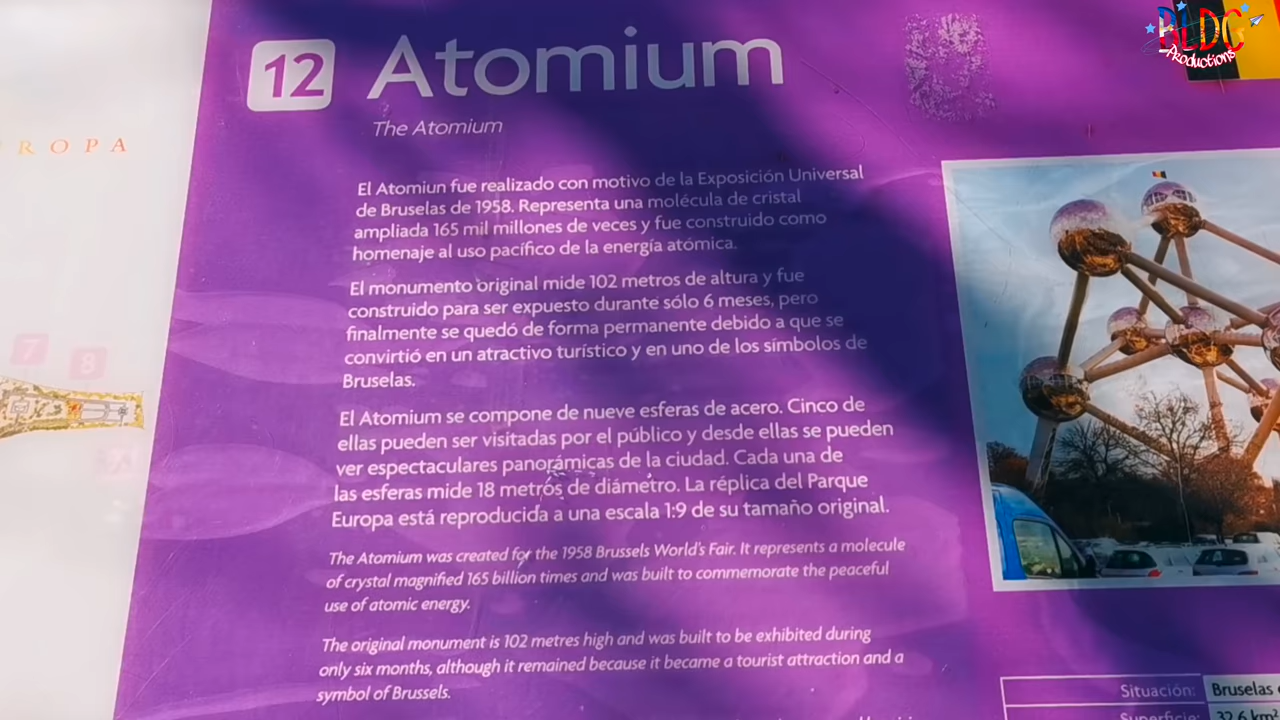 BLDC
Productions
12 Atomium
The Atomium
ROPA
El Atomiun fue realizado con motivo de la Exposición Universal
de Bruselas de 1958. Representa una molécula de cristal
ampliada 165 mil millones de veces y fue construido como
homenaje al uso pacífico de la energía atómica.
El monumento original mide 102 metros de altura y fue
construido para ser expuesto durante sólo 6 meses, pero
finalmente se quedó de forma permanente debido a que se
convirtió en un atractivo turístico y en uno de los símbolos de
Bruselas.
7
8
El Atomium se compone de nueve esferas de acero. Cinco de
ellas pueden ser visitadas por el público y desde ellas se pueden
ver espectaculares panorámicas de la ciudad. Cada una de
las esferas mide 18 metros de diámetro. La réplica del Parque
Europa está reproducida a una escala 1:9 de su tamaño original.
The Atomium was created for the 1958 Brussels World's Fair. It represents a molecule
of crystal magnified 165 billion times and was built to commemorate the peaceful
use of atomic energy.
The original monument is 102 metres high and was built to be exhibited during
only six months, although it remained because it became a tourist attraction and a
symbol of Brussels.
Situación: Bruselas
Superficie: 32,6 km²